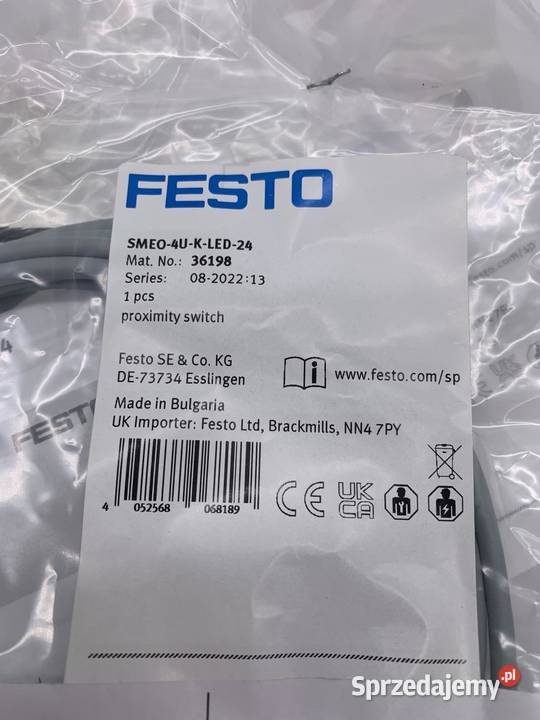 FESTO
SMEO-4U-K-LED-24
Mat. No.: 36198
Series: 08-2022:13
1 pcs
proximity switch
Festo SE & Co. KG
DE-73734 Esslingen
www.festo.com/sp
Made in Bulgaria
UK Importer: Festo Ltd, Brackmills, NN4 7PY
4 052568 068189
CE UK CA
FESTO
Sprzedajemy.pl